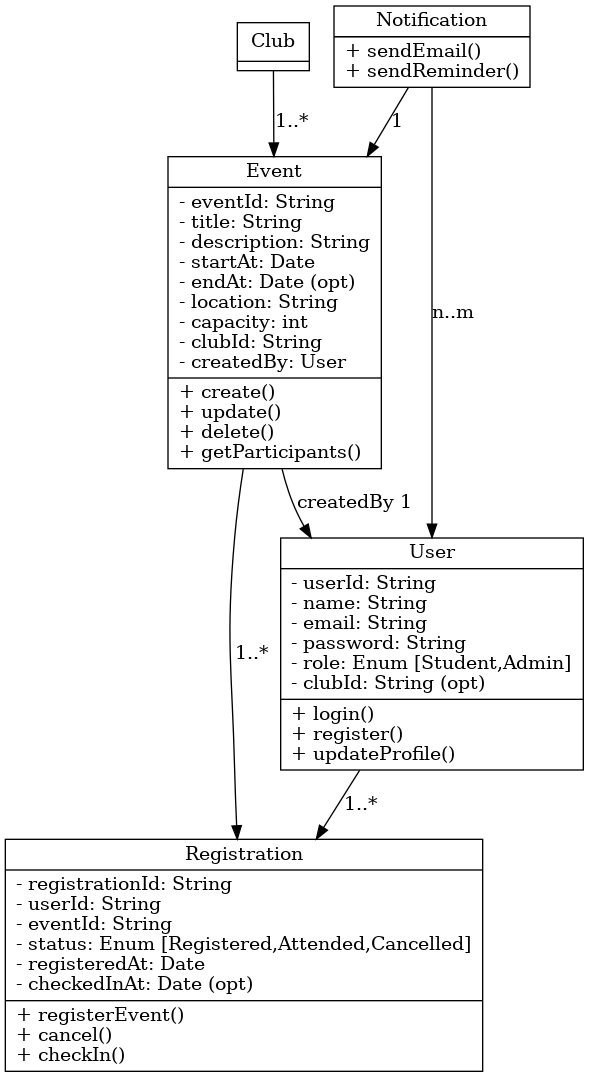 Club
Notification
+ sendEmail()
+ sendReminder()
1..*
1
Event
- eventId: String
- title: String
- description: String
- startAt: Date
- endAt: Date (opt)
- location: String
- capacity: int
- clubId: String
- createdBy: User
+ create()
+ update()
+ delete()
+ getParticipants()
n..m
createdBy 1
User
- userId: String
- name: String
- email: String
- password: String
- role: Enum [Student,Admin]
- clubId: String (opt)
+ login()
+ register()
+ updateProfile()
1..*
1..*
Registration
- registrationId: String
- userId: String
- eventId: String
- status: Enum [Registered,Attended,Cancelled]
- registeredAt: Date
- checkedInAt: Date (opt)
+ registerEvent()
+ cancel()
+ checkIn()